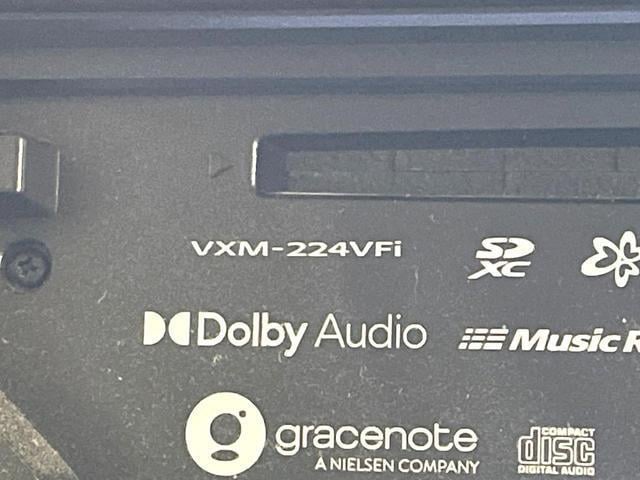 VXM-224VFi
SD
XC
Dolby Audio
Music R
gracenote
A NIELSEN COMPANY
COMPACT
disc
DIGITAL AUDIO